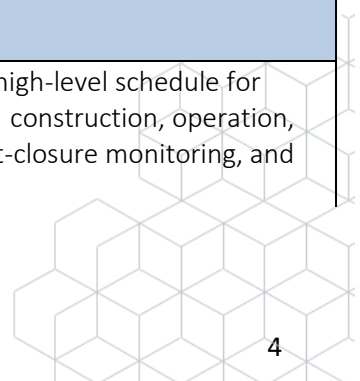 high-level schedule for
construction, operation,
t-closure monitoring, and
4